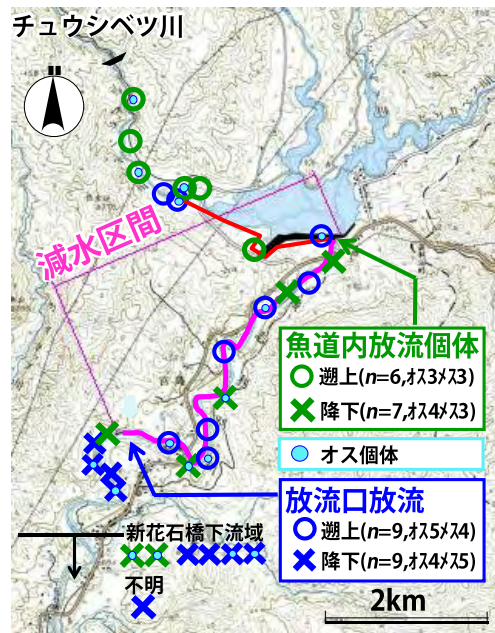 チュウシベツ川
減水区間
魚道内放流個体
遡上(n=6,オス3メス3)
降下(n=7,オス4メス3)
オス個体
放流口放流
遡上(n=9,オス5メス4)
降下(n=9,オス4メス5)
新花石橋下流域
不明
2km